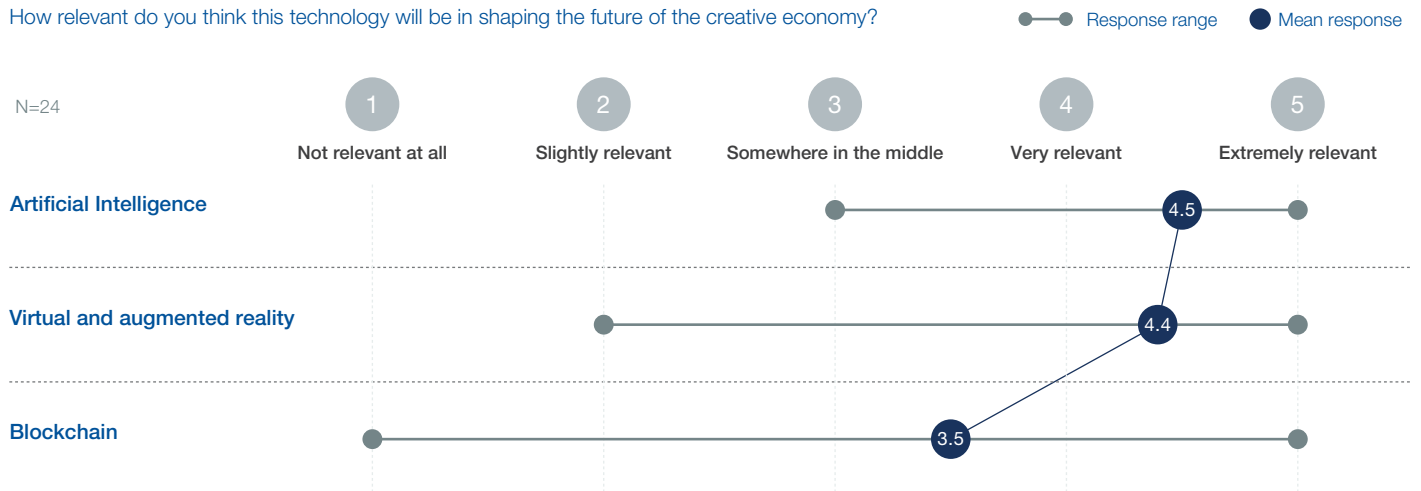 How relevant do you think this technology will be in shaping the future of the creative economy?
Response range
Mean response
N=24
1
2
3
4
5
Not relevant at all
Slightly relevant
Somewhere in the middle
Very relevant
Extremely relevant
Artificial Intelligence
4.5
Virtual and augmented reality
4.4
Blockchain
3.5